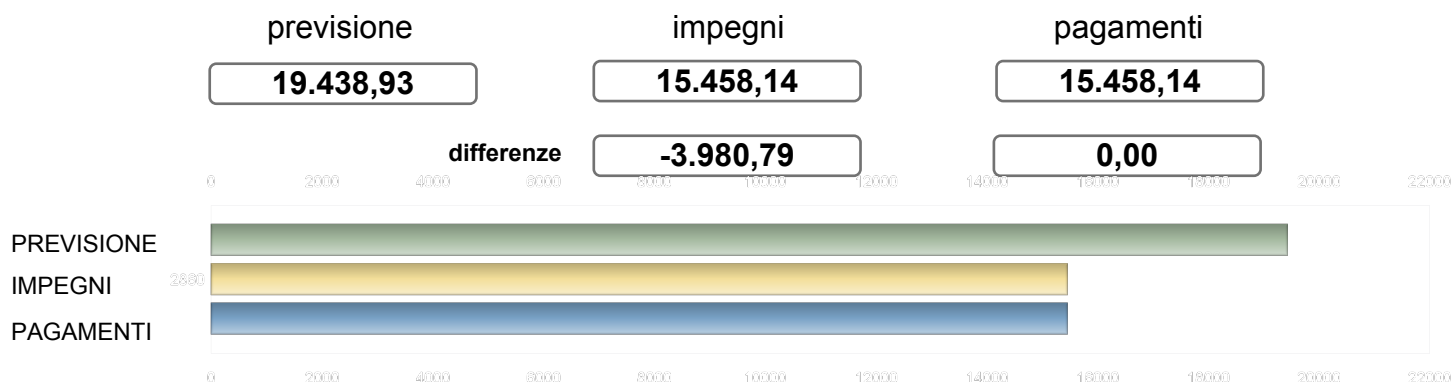 previsione impegni pagamenti
19.438,93 15.458,14 15.458,14
differenze -3.980,79 0,00
0 2000 4000 6000 8000 10000 12000 14000 16000 18000 20000 22000
PREVISIONE
2880
IMPEGNI
PAGAMENTI
0 2000 4000 6000 8000 10000 12000 14000 16000 18000 20000 22000